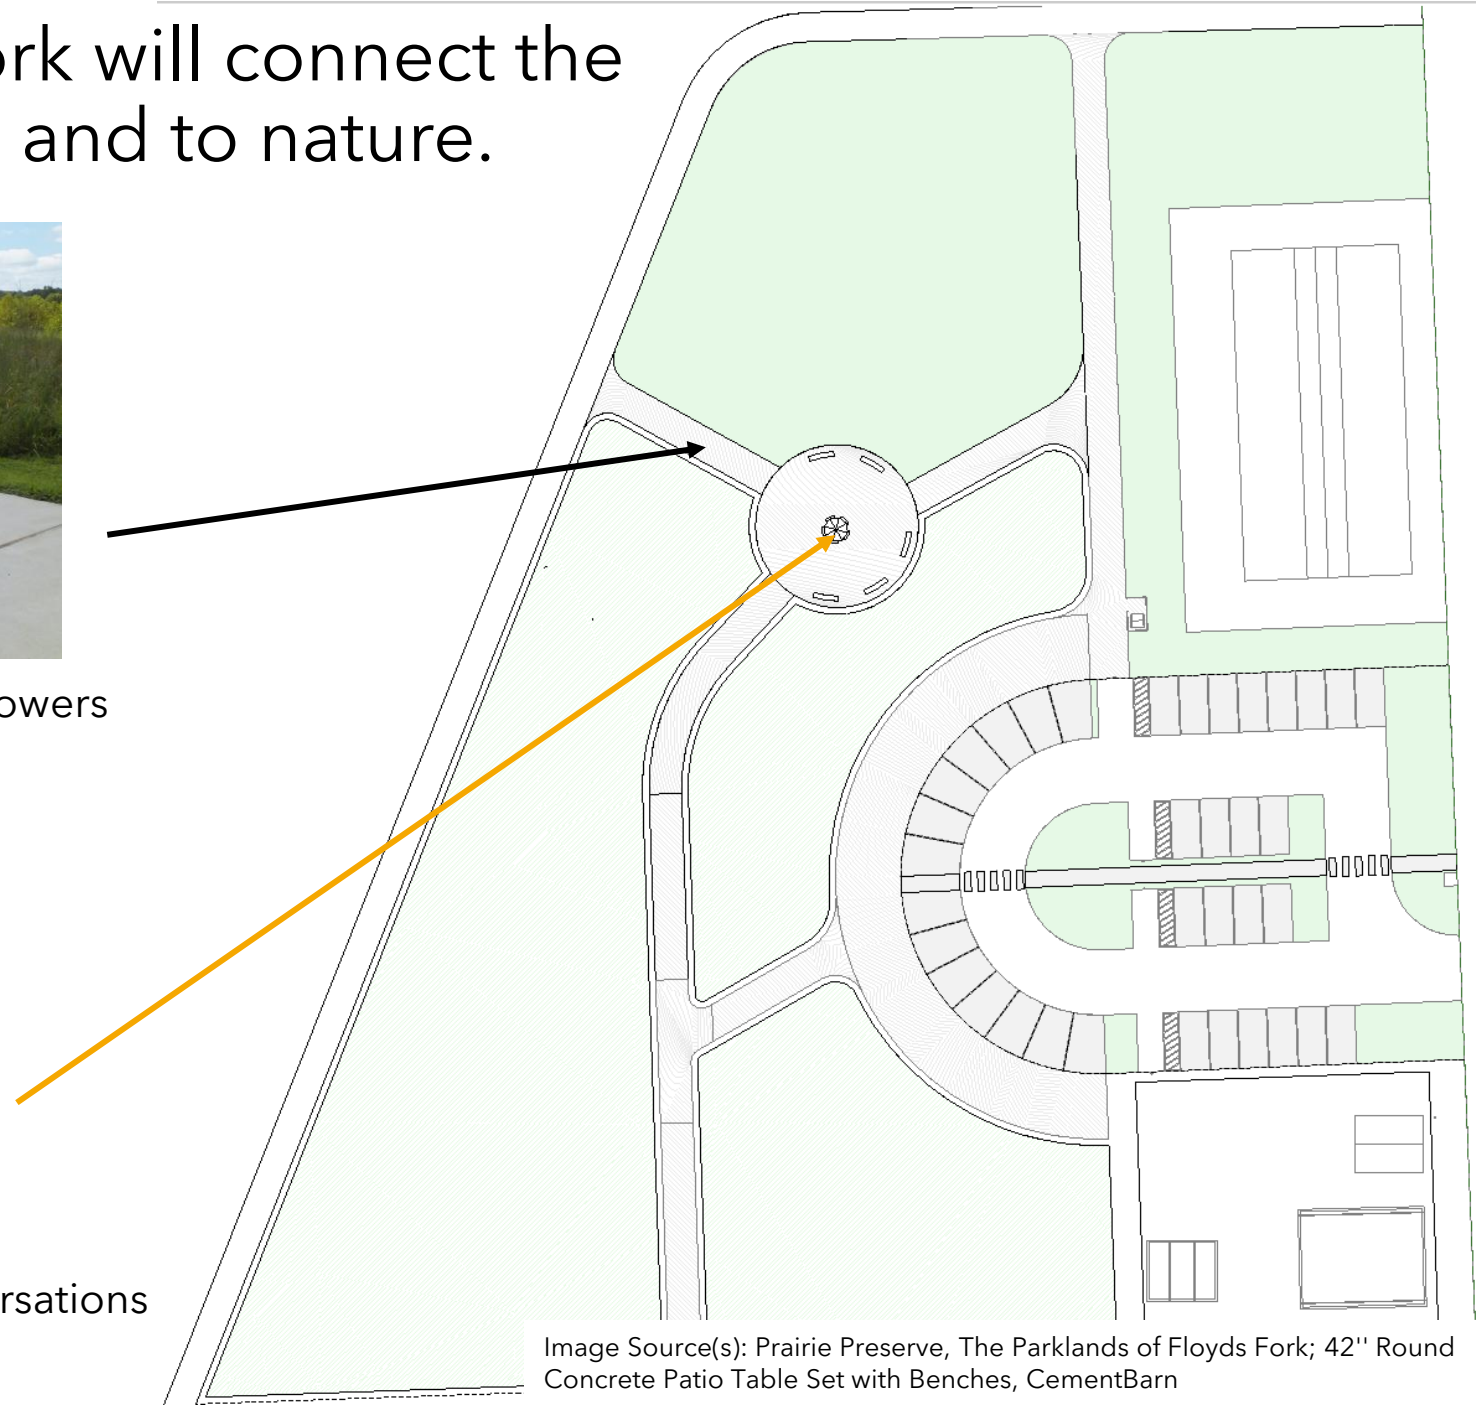 ork will connect the
and to nature.
owers
rsations
Image Source(s): Prairie Preserve, The Parklands of Floyds Fork; 42'' Round
Concrete Patio Table Set with Benches, CementBarn